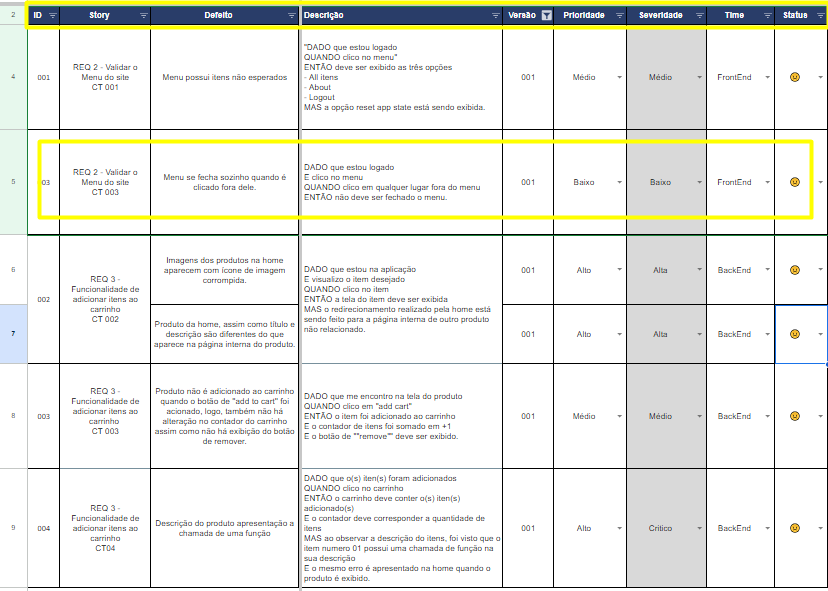 2 ID Story Defeito Descrição Versão Prioridade Severidade Time Status
4
001
REQ 2 - Validar o
Menu do site
CT 001
Menu possui itens não esperados
"DADO que estou logado
QUANDO clico no menu"
ENTÃO deve ser exibido as três opções
- All itens
- About
- Logout
MAS a opção reset app state está sendo exibida.
001 Médio Médio FrontEnd
5
03
REQ 2 - Validar o
Menu do site
CT 003
Menu se fecha sozinho quando é
clicado fora dele.
DADO que estou logado
E clico no menu
QUANDO clico em qualquer lugar fora do menu
ENTÃO não deve ser fechado o menu.
001 Baixo Baixo FrontEnd
6
002
REQ 3 -
Funcionalidade de
adicionar itens ao
carrinho
CT 002
Imagens dos produtos na home
aparecem com ícone de imagem
corrompida.
DADO que estou na aplicação
E visualizo o item desejado
QUANDO clico no item
ENTÃO a tela do item deve ser exibida
MAS o redirecionamento realizado pela home está
sendo feito para a página interna de outro produto
não relacionado.
001 Alto Alta BackEnd
7
Produto da home, assim como título e
descrição são diferentes do que
aparece na página interna do produto.
001 Alto Alta BackEnd
8
003
REQ 3 -
Funcionalidade de
adicionar itens ao
carrinho
CT 003
Produto não é adicionado ao carrinho
quando o botão de "add to cart" foi
acionado, logo, também não há
alteração no contador do carrinho
assim como não há exibição do botão
de remover.
DADO que me encontro na tela do produto
QUANDO clico em "add cart"
ENTÃO o item foi adicionado ao carrinho
E o contador de itens foi somado em +1
E o botão de ""remove"" deve ser exibido.
001 Médio Médio BackEnd
9
004
REQ 3 -
Funcionalidade de
adicionar itens ao
carrinho
CT04
Descrição do produto apresentação a
chamada de uma função
DADO que o(s) iten(s) foram adicionados
QUANDO clico no carrinho
ENTÃO o carrinho deve conter o(s) iten(s)
adicionado(s)
E o contador deve corresponder a quantidade de
itens
MAS ao observar a descrição do itens, foi visto que o
item numero 01 possui uma chamada de função na
sua descrição
E o mesmo erro é apresentado na home quando o
produto é exibido.
001 Alto Critico BackEnd